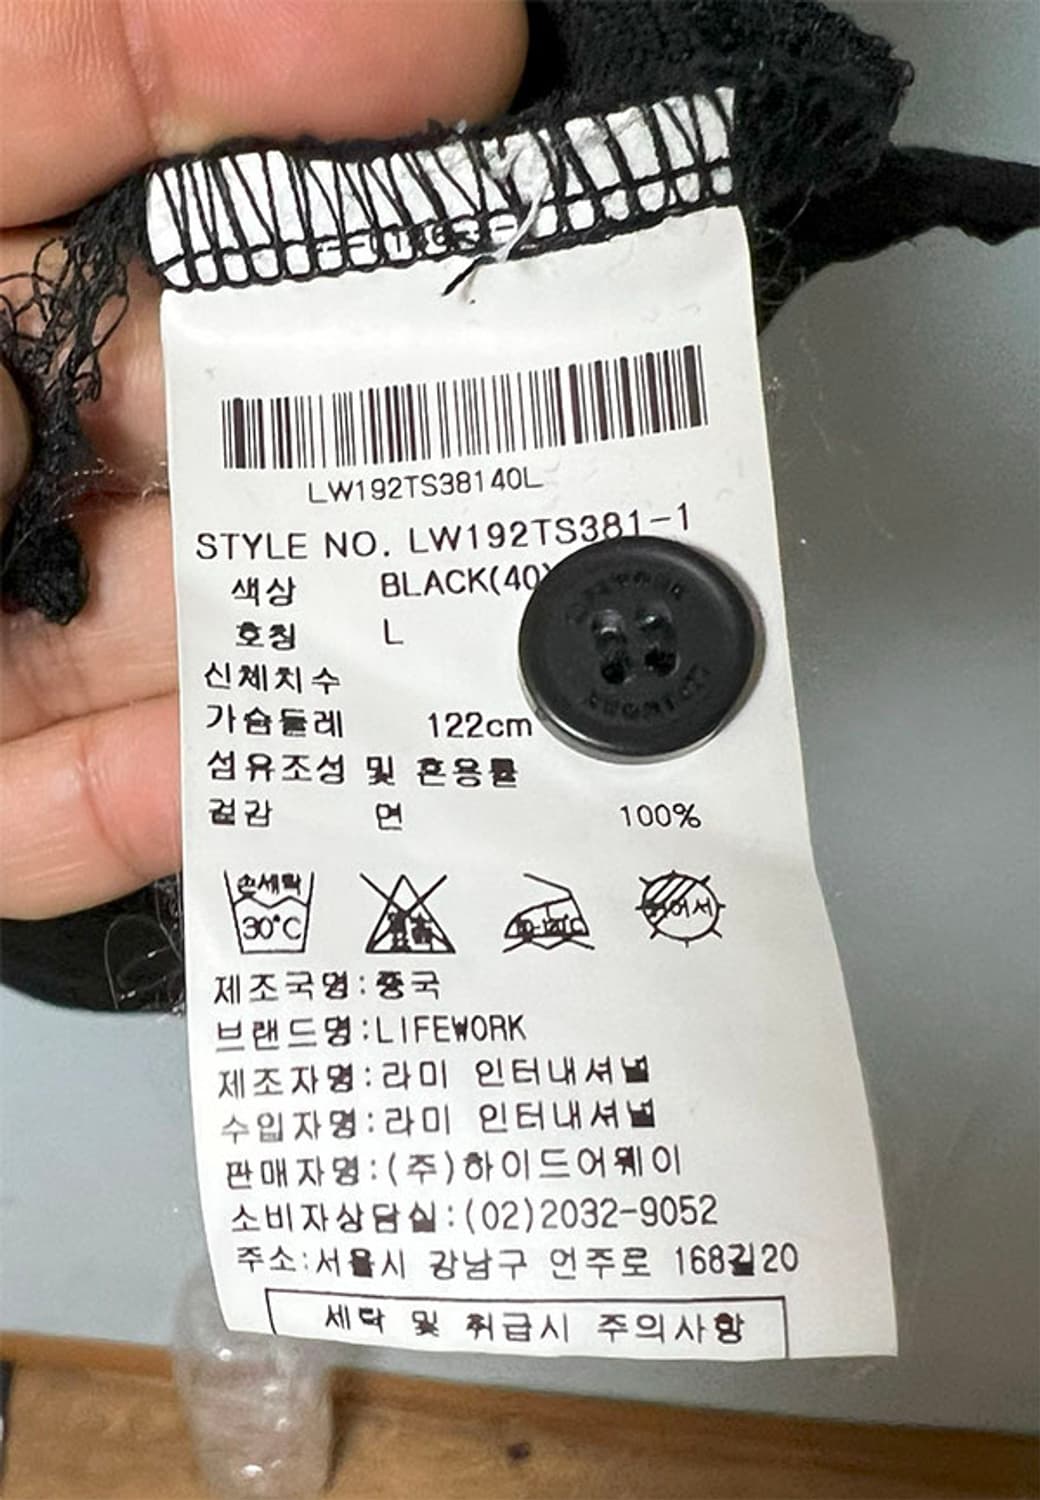 LW192TS38140L
STYLE NO. LW192TS381-1
색상 BLACK(40)
호칭 L
신체치수
가슴둘레 122cm
섬유조성 및 혼용률
겉감 면 100%
손세탁
30°C
제조국명:중국
브랜드명:LIFEWORK
제조자명:라미 인터내셔널
수입자명:라미 인터내셔널
판매자명:(주)하이드어웨이
소비자상담실:(02)2032-9052
주소:서울시 강남구 언주로 168길20
세탁 및 취급시 주의사항